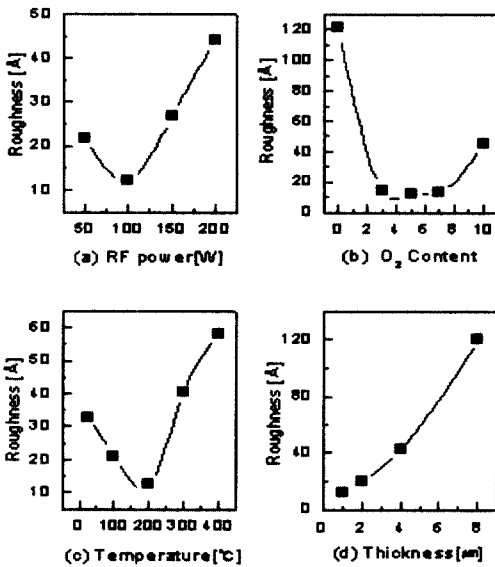 50
40
30
20
10
Roughness [Å]
50 100 150 200
(a) RF power[W]
120
100
80
60
40
20
0
Roughness [Å]
0 2 4 6 8 10
(b) O₂ Content
60
50
40
30
20
10
Roughness [Å]
0 100 200 300 400
(c) Temperature[℃]
120
80
40
0
Roughness [Å]
0 2 4 6 8
(d) Thickness[㎛]